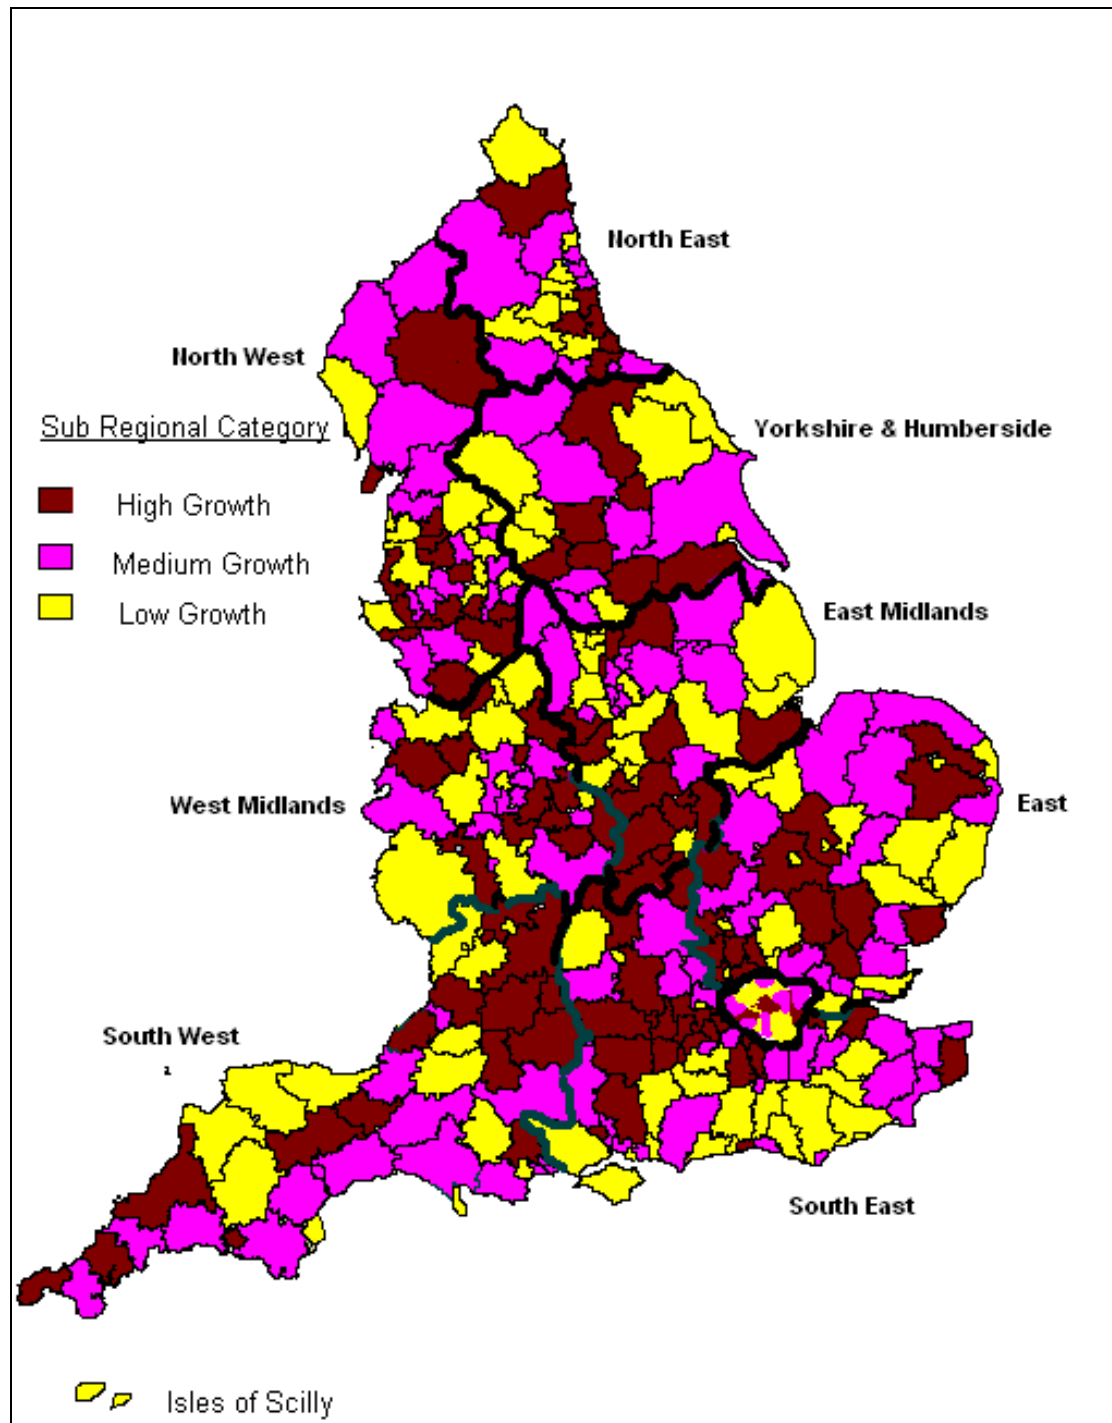 North East
North West
Sub Regional Category
Yorkshire & Humberside
High Growth
Medium Growth
Low Growth
East Midlands
West Midlands
East
South West
South East
Isles of Scilly